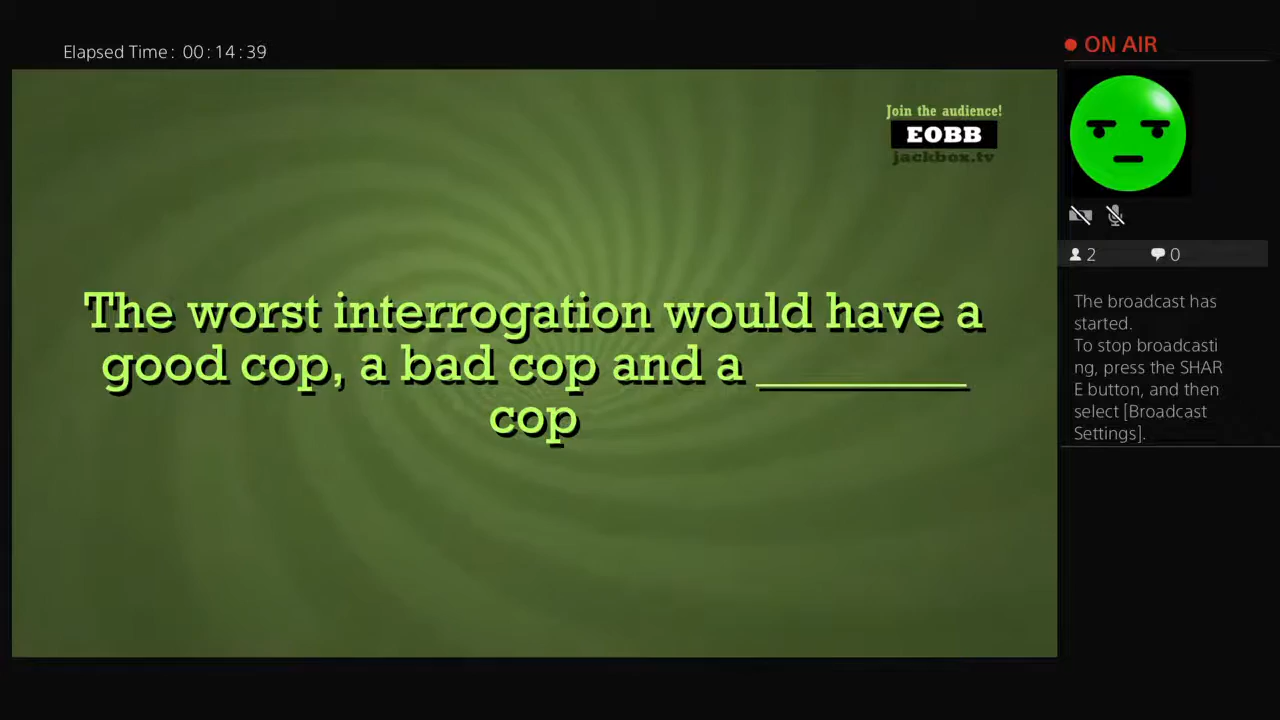 Elapsed Time: 00:14:39
ON AIR
Join the audience!
EOBB
jackbox.tv
The worst interrogation would have a
good cop, a bad cop and a ________
cop
2
0
The broadcast has
started.
To stop broadcasti
ng, press the SHAR
E button, and then
select [Broadcast
Settings].